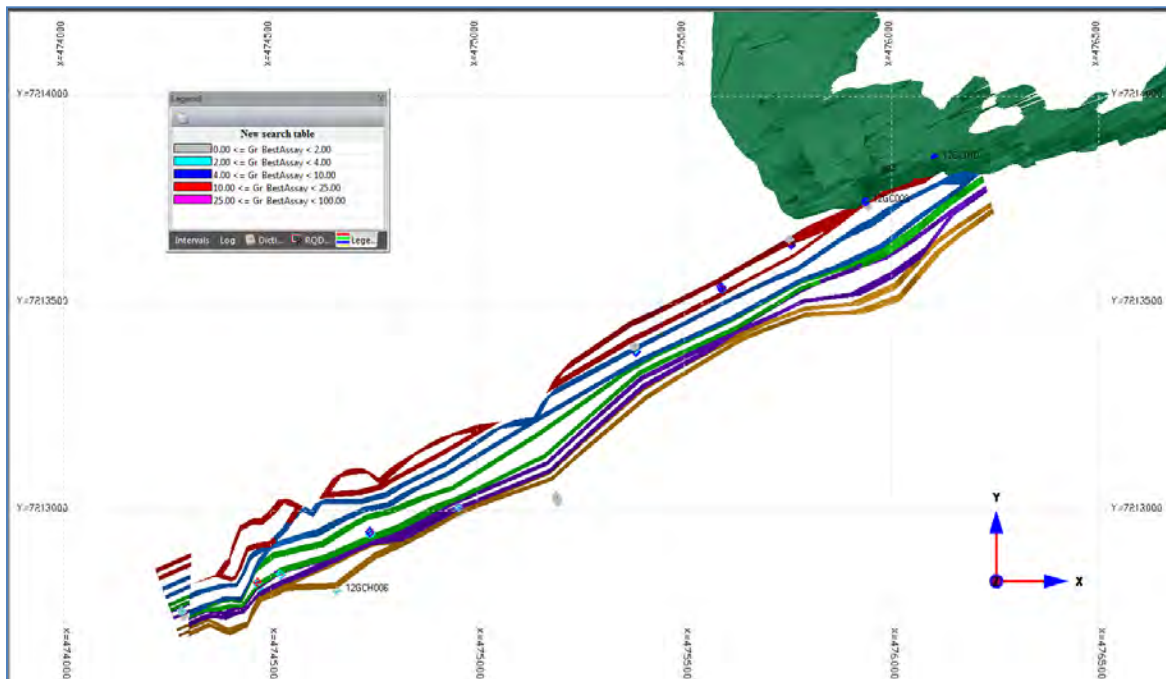 x=474000
x=474500
x=475000
x=475500
x=476000
x=476500
Y=7214000
Y=7214000
Legend
New search table
0.00 <= Gr BestAssay < 2.00
2.00 <= Gr BestAssay < 4.00
4.00 <= Gr BestAssay < 10.00
10.00 <= Gr BestAssay < 25.00
25.00 <= Gr BestAssay < 100.00
Intervals Log Dicti... RQD... Lege...
Y=7213500
Y=7213500
Y=7213000
Y=7213000
12GCH006
Y
X
x=474000
x=474500
x=475000
x=475500
x=476000
x=476500